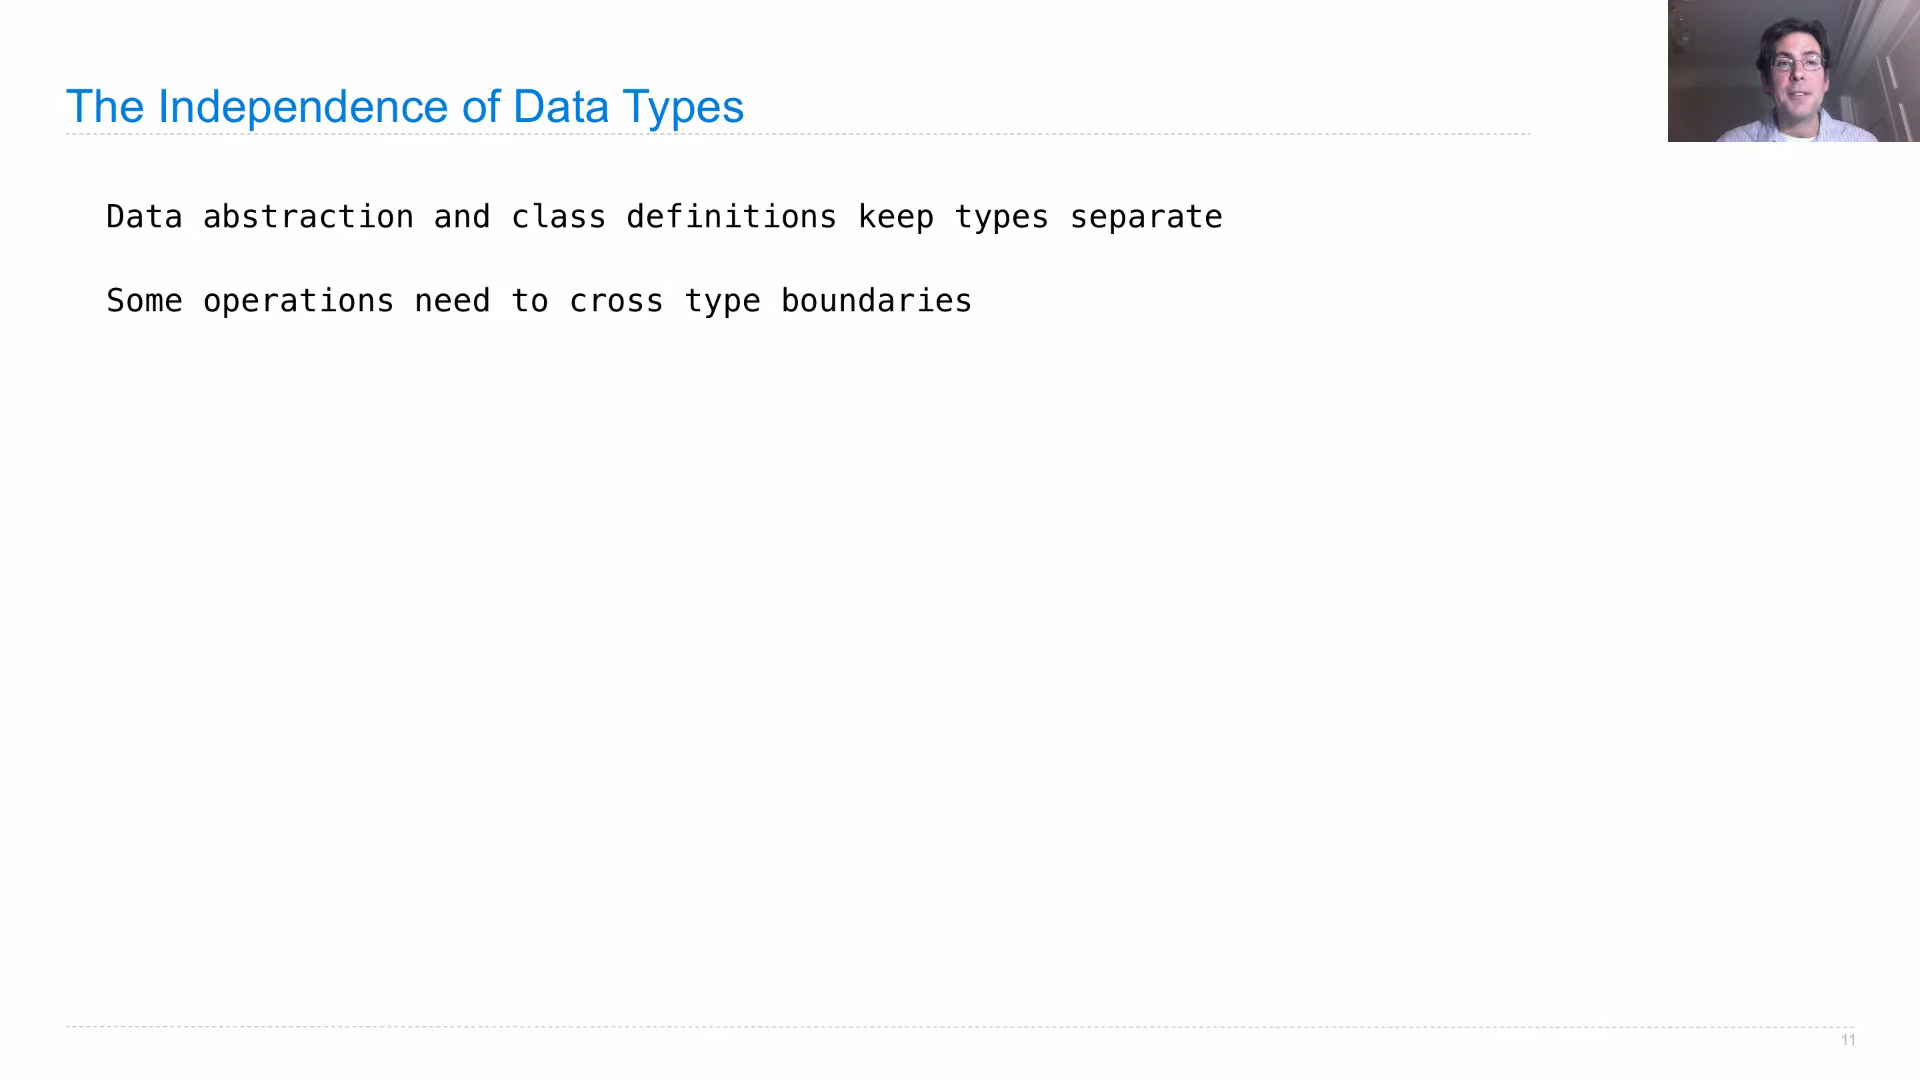 The Independence of Data Types
Data abstraction and class definitions keep types separate
Some operations need to cross type boundaries
11